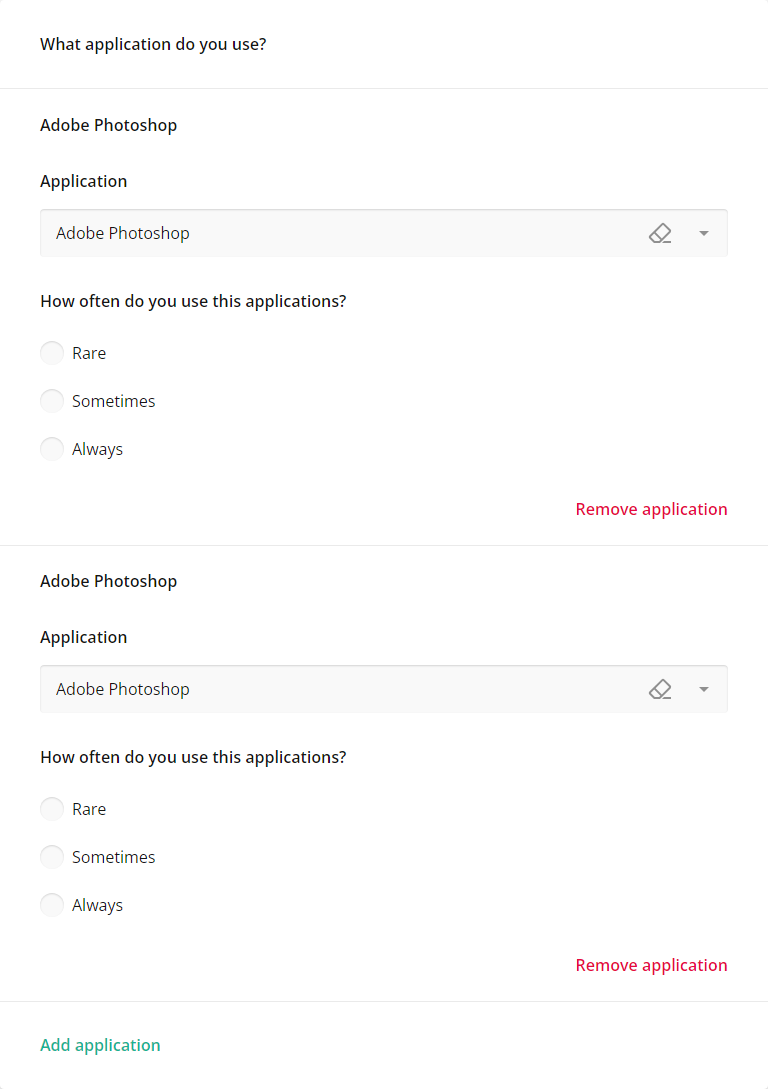 What application do you use?
Adobe Photoshop
Application
Adobe Photoshop
How often do you use this applications?
Rare
Sometimes
Always
Remove application
Adobe Photoshop
Application
Adobe Photoshop
How often do you use this applications?
Rare
Sometimes
Always
Remove application
Add application